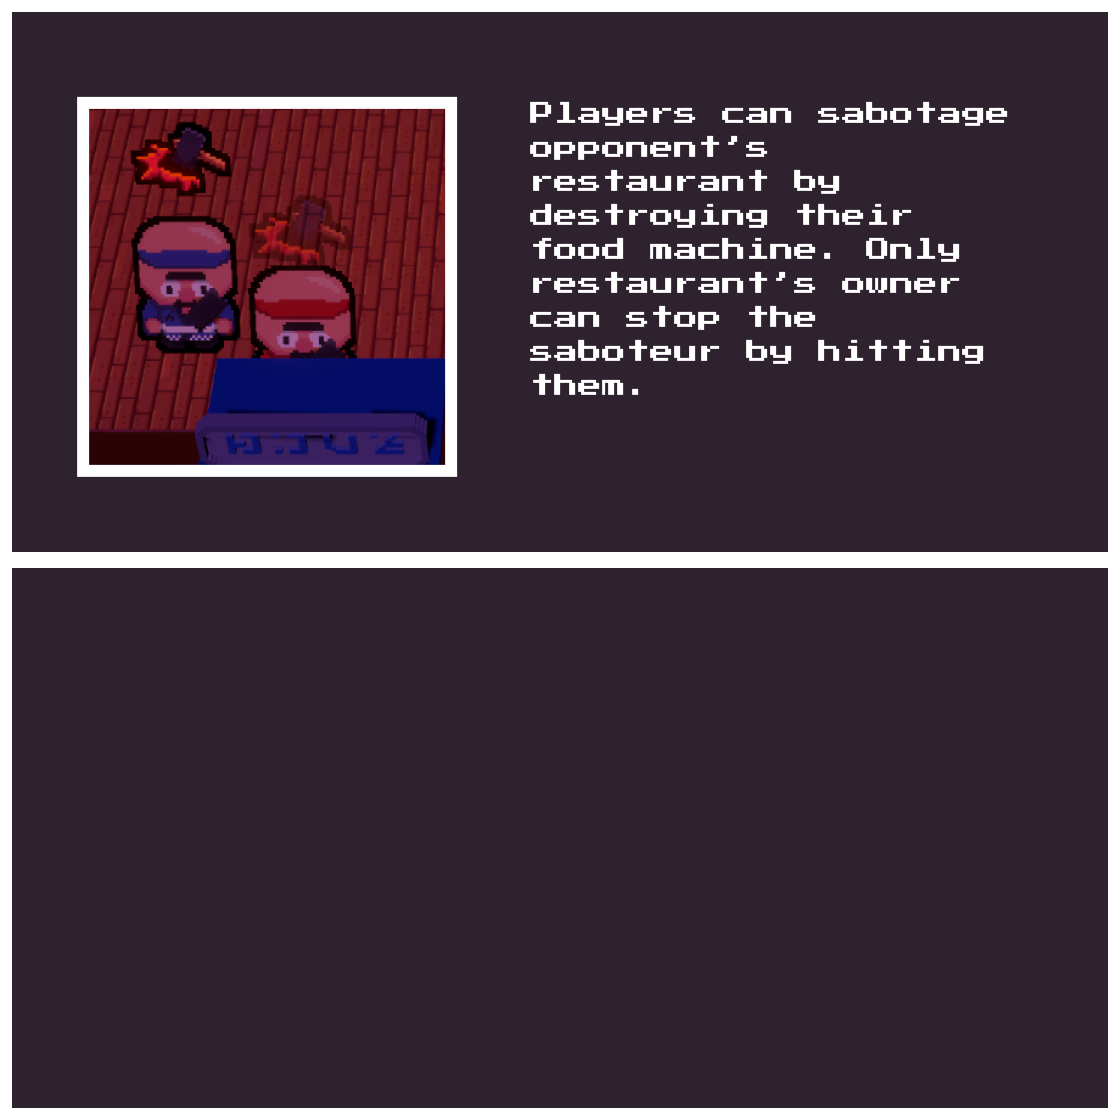 Players can sabotage
opponent's
restaurant by
destroying their
food machine. Only
restaurant's owner
can stop the
saboteur by hitting
them.